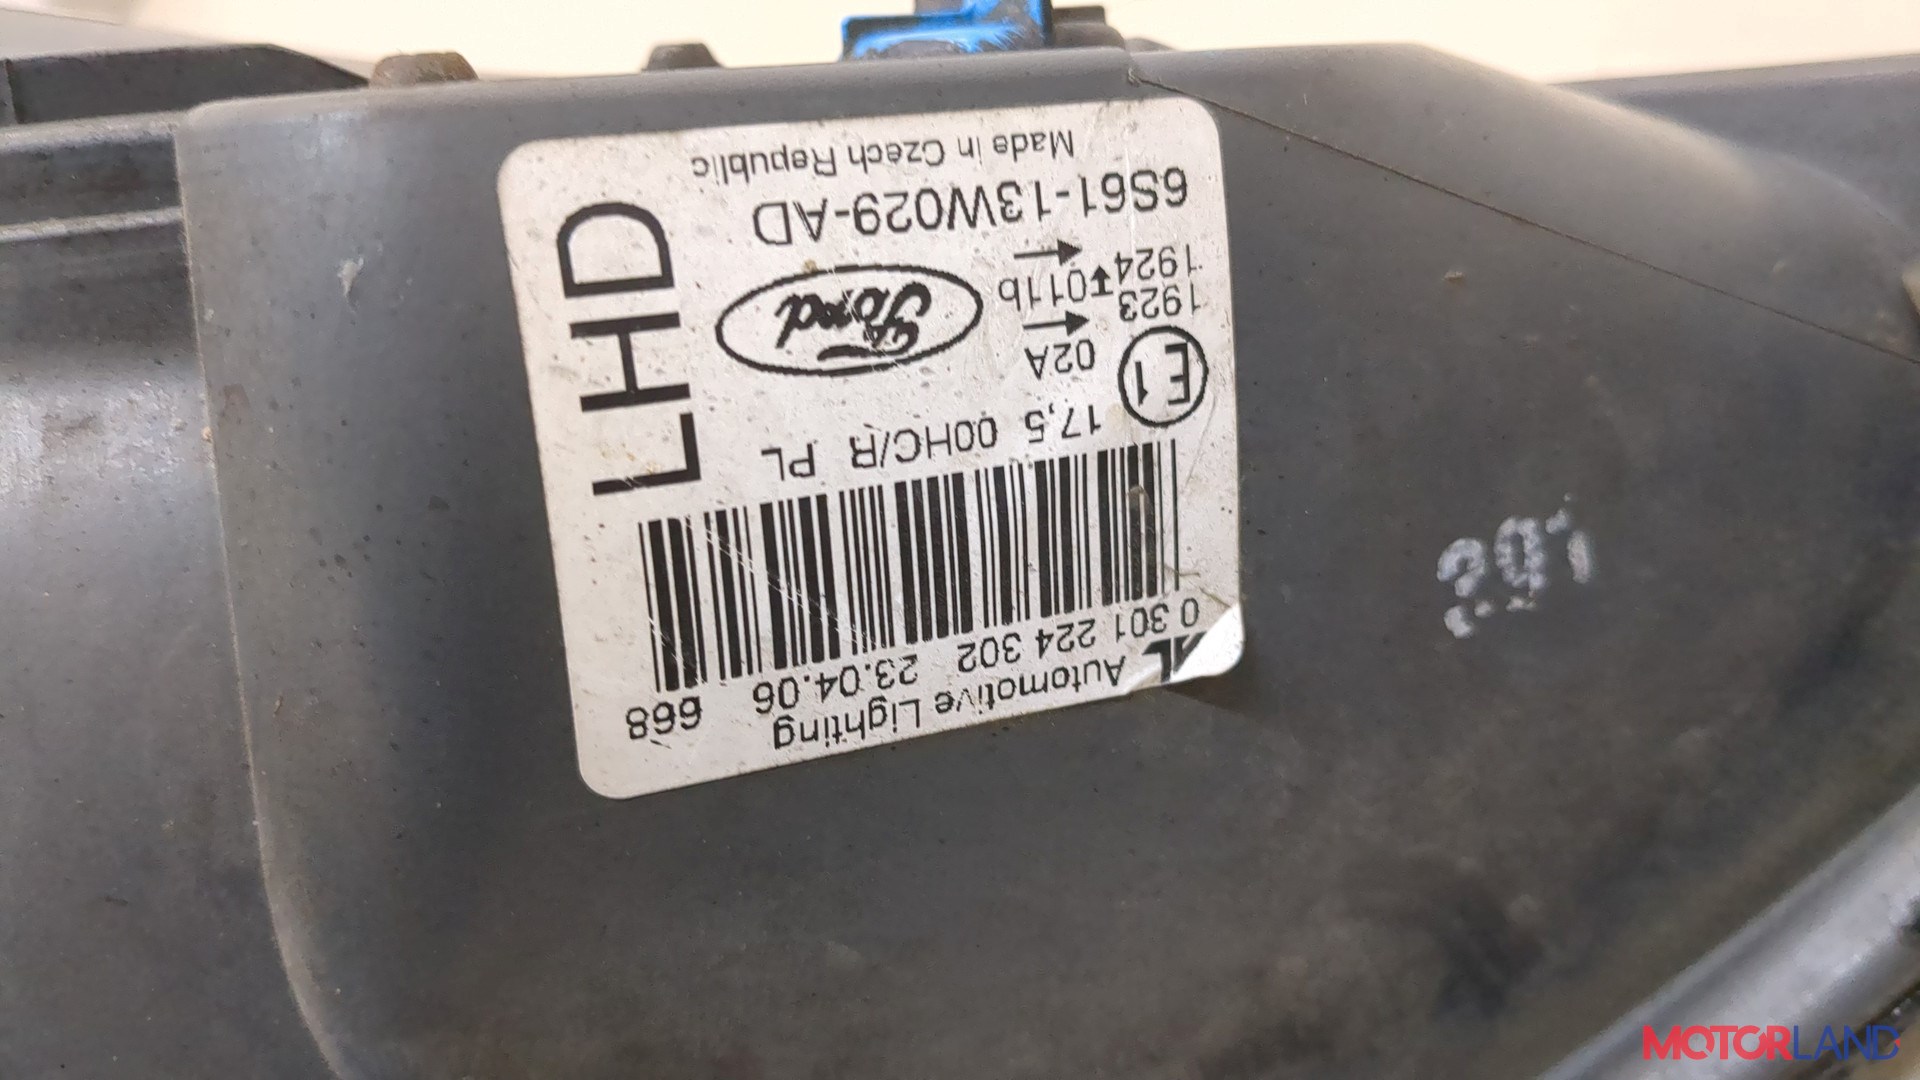 Automotive Lighting
0 301 224 302 23.04.06 668
17,5 00HC/R PL
E1 02A
1923 011b
1924
Ford
6S61-13W029-AD
Made in Czech Republic
LHD
MOTORLAND